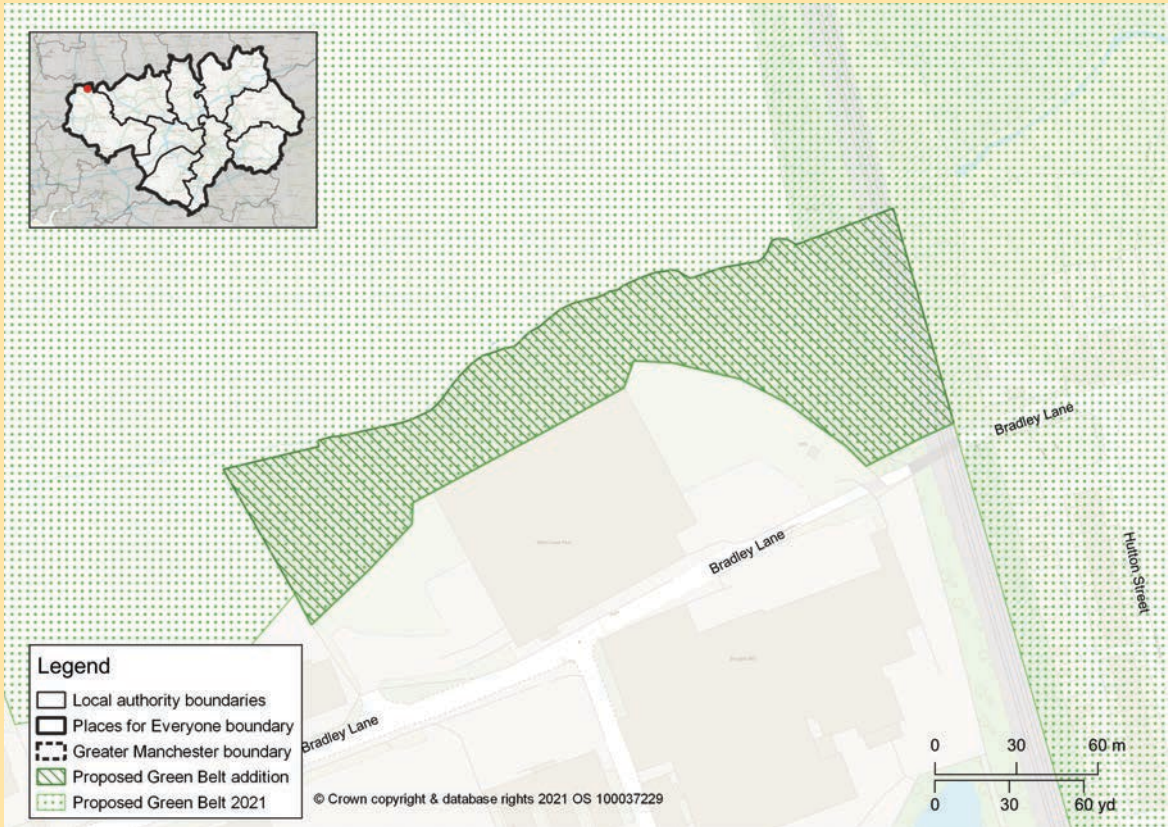 Bradley Lane
Bradley Lane
Hutton Street
Bradley Lane
Legend
Local authority boundaries
Places for Everyone boundary
Greater Manchester boundary
Proposed Green Belt addition
Proposed Green Belt 2021
© Crown copyright & database rights 2021 OS 100037229
0 30 60 m
0 30 60 yd